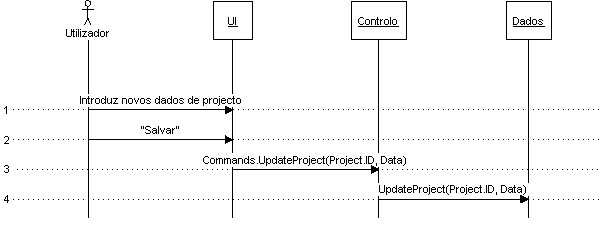 Utilizador
UI
Controlo
Dados
1
Introduz novos dados de projecto
2
"Salvar"
3
Commands.UpdateProject(Project.ID, Data)
4
UpdateProject(Project.ID, Data)